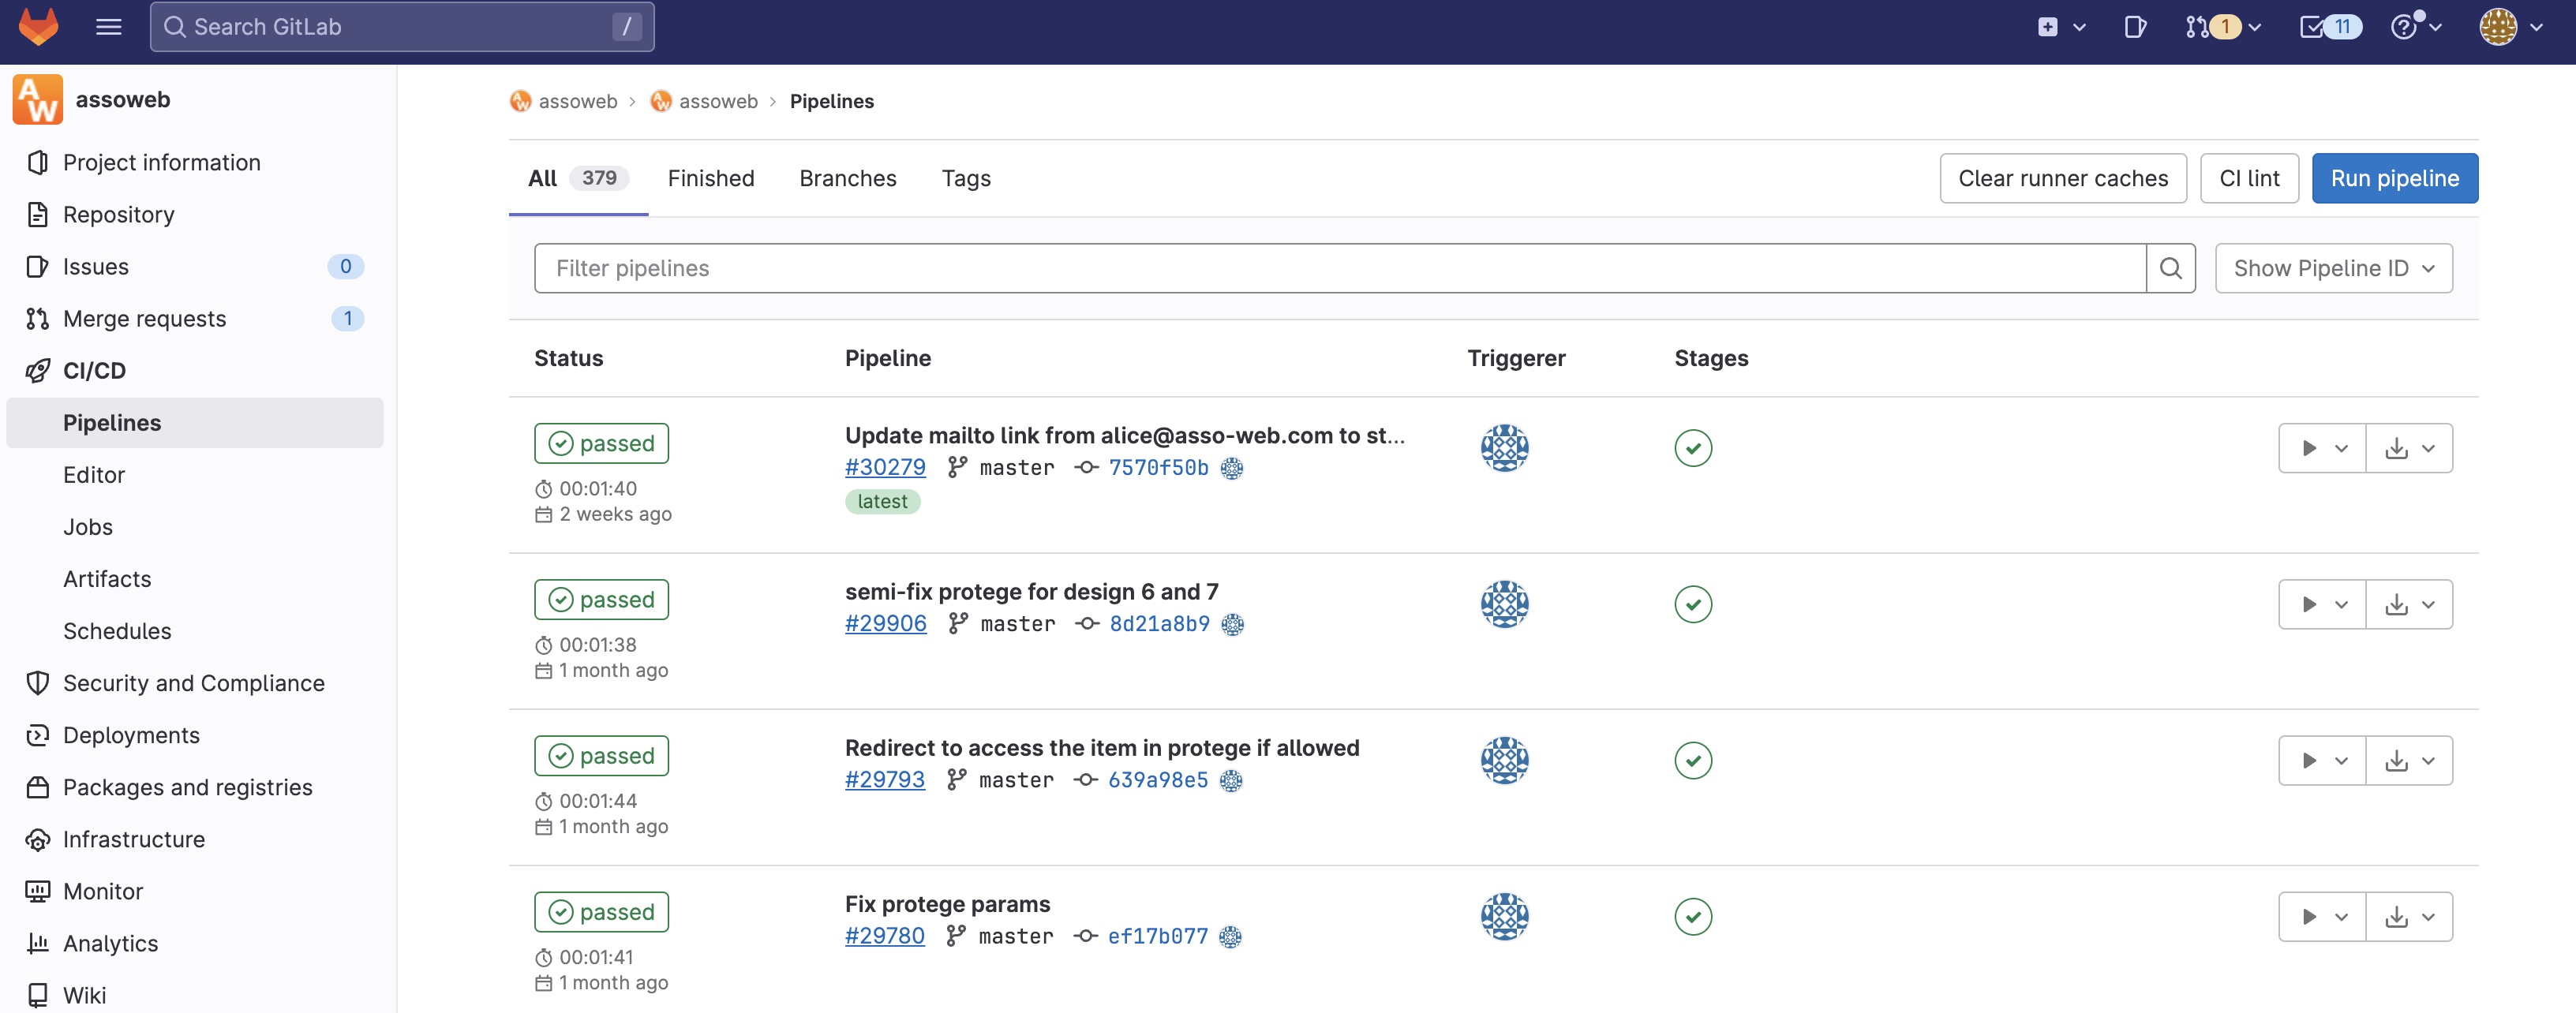 Search GitLab
/
1
11
AW
assoweb
Project information
Repository
Issues
0
Merge requests
1
CI/CD
Pipelines
Editor
Jobs
Artifacts
Schedules
Security and Compliance
Deployments
Packages and registries
Infrastructure
Monitor
Analytics
Wiki
assoweb > assoweb > Pipelines
All 379 Finished Branches Tags
Clear runner caches
CI lint
Run pipeline
Filter pipelines
Show Pipeline ID
Status Pipeline Triggerer Stages
passed
00:01:40
2 weeks ago
Update mailto link from alice@asso-web.com to st...
#30279 master 7570f50b
latest
passed
00:01:38
1 month ago
semi-fix protege for design 6 and 7
#29906 master 8d21a8b9
passed
00:01:44
1 month ago
Redirect to access the item in protege if allowed
#29793 master 639a98e5
passed
00:01:41
1 month ago
Fix protege params
#29780 master ef17b077